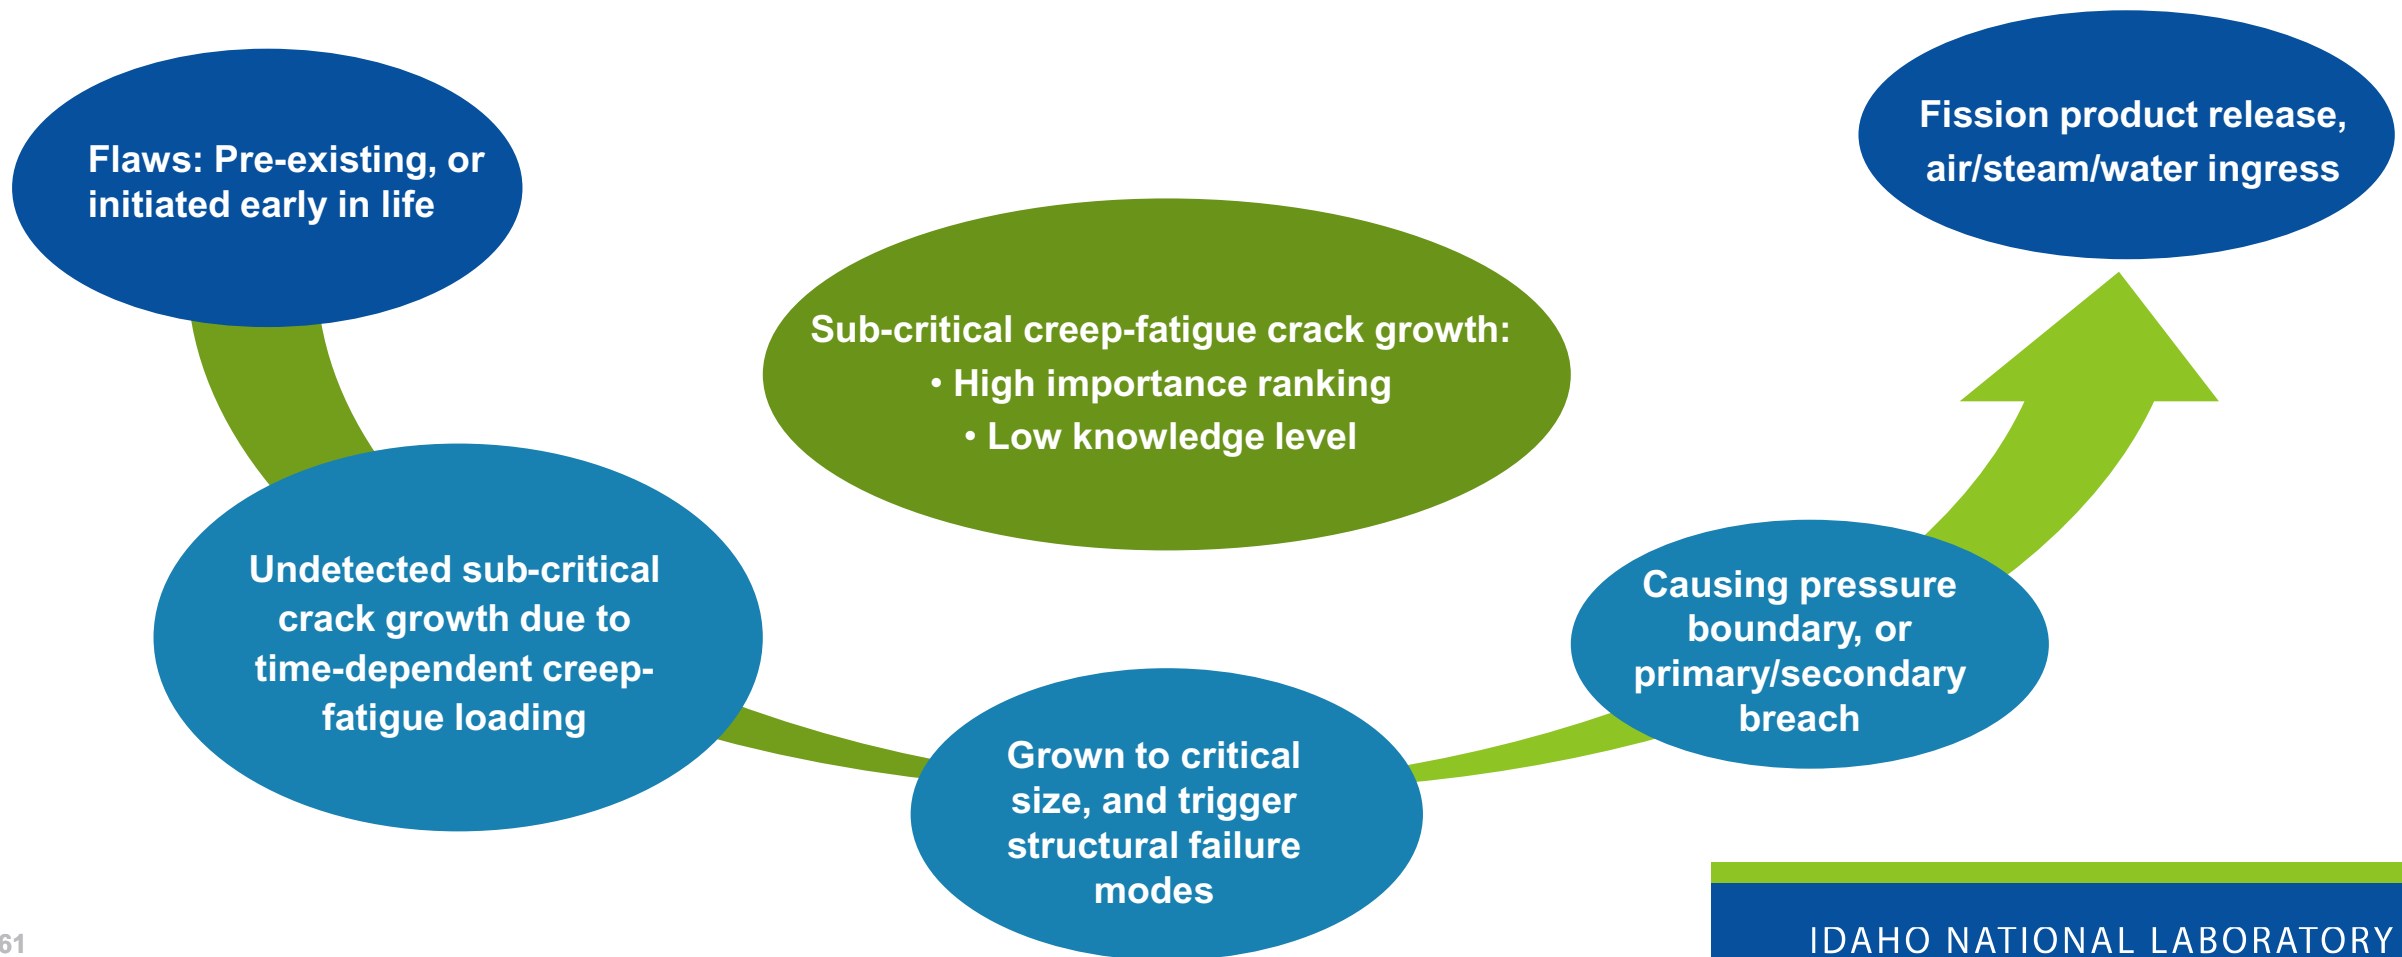 Flaws: Pre-existing, or
initiated early in life
Fission product release,
air/steam/water ingress
Sub-critical creep-fatigue crack growth:
• High importance ranking
• Low knowledge level
Undetected sub-critical
crack growth due to
time-dependent creep-
fatigue loading
Grown to critical
size, and trigger
structural failure
modes
Causing pressure
boundary, or
primary/secondary
breach
61
IDAHO NATIONAL LABORATORY